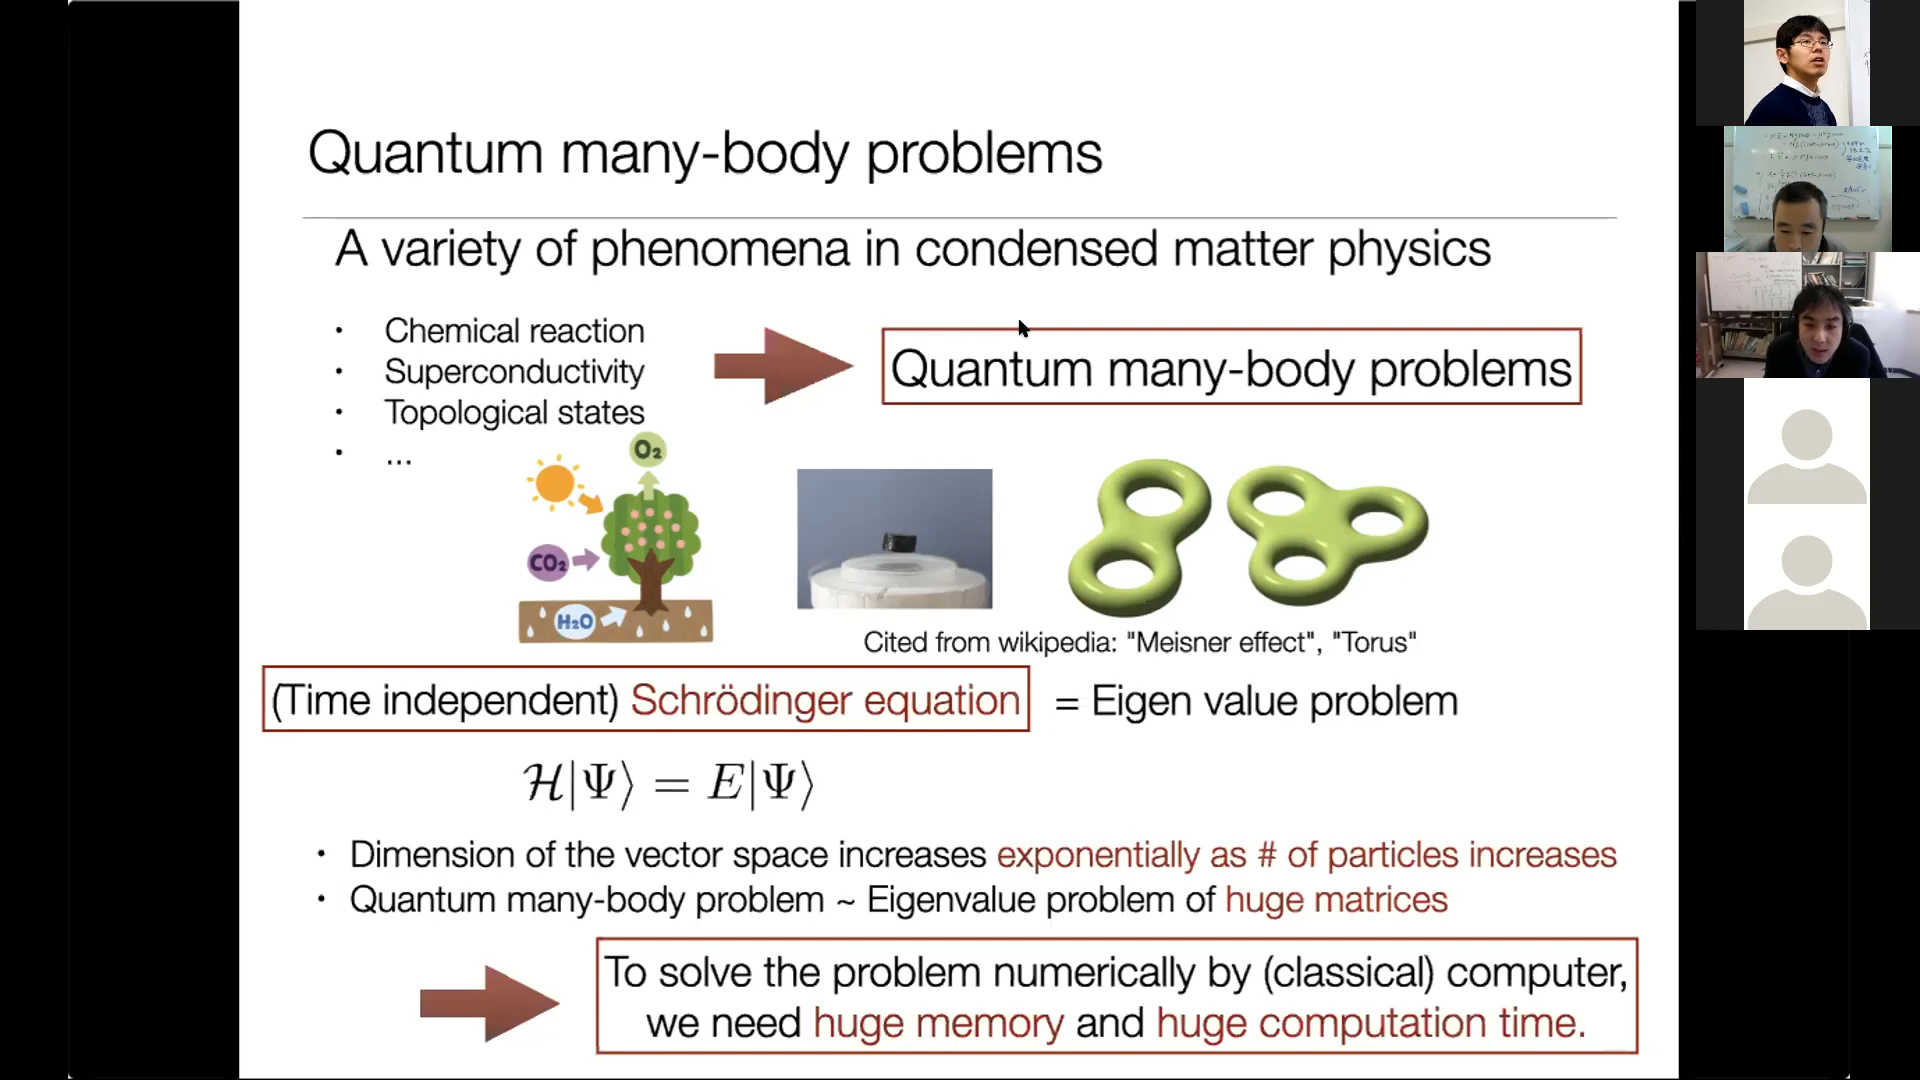 Quantum many-body problems
A variety of phenomena in condensed matter physics
• Chemical reaction
• Superconductivity
• Topological states
• ...
Quantum many-body problems
O₂
CO₂
H₂O
Cited from wikipedia: "Meisner effect", "Torus"
(Time independent) Schrödinger equation = Eigen value problem
ℋ|Ψ⟩ = E|Ψ⟩
• Dimension of the vector space increases exponentially as # of particles increases
• Quantum many-body problem ~ Eigenvalue problem of huge matrices
To solve the problem numerically by (classical) computer,
we need huge memory and huge computation time.